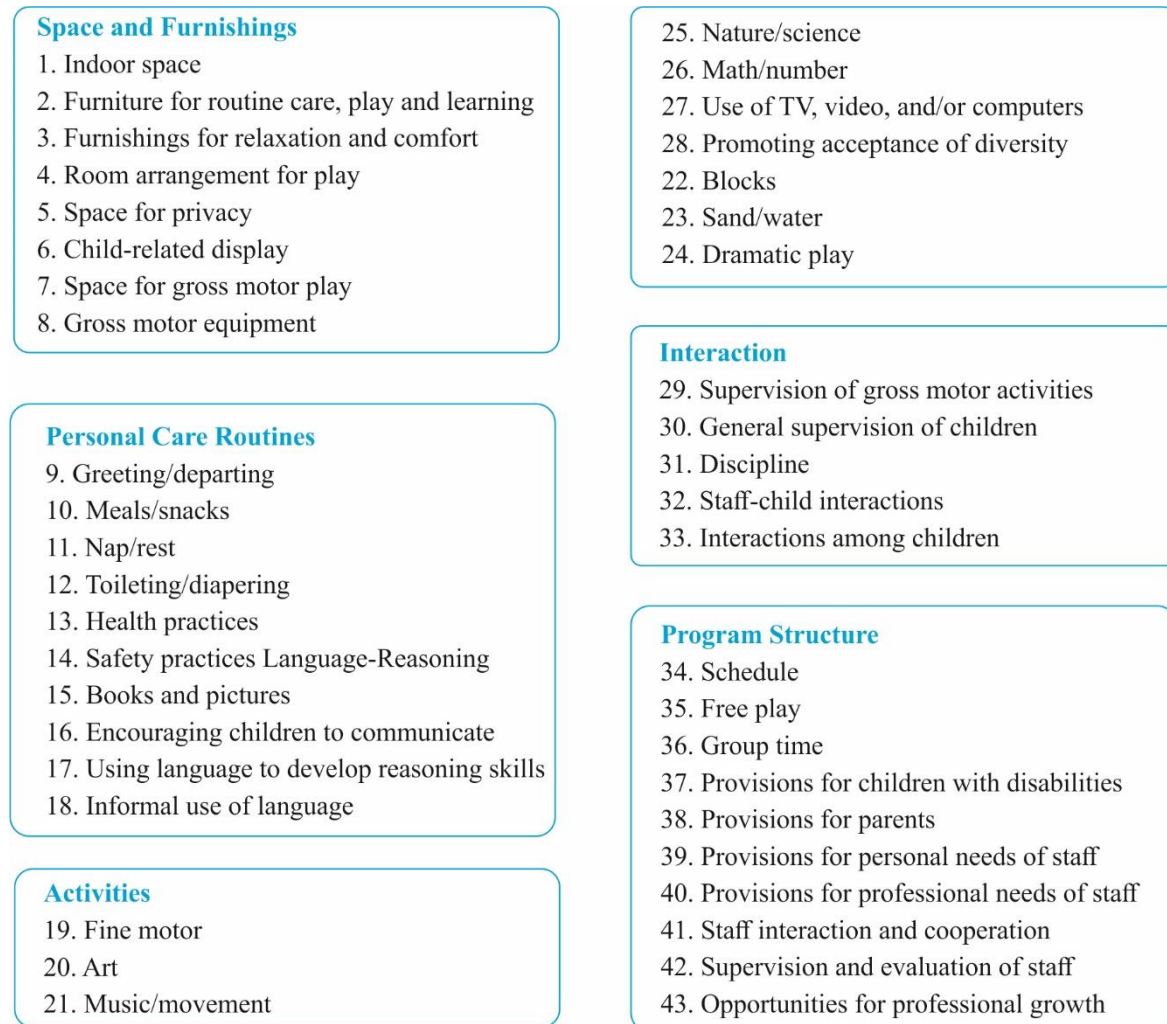 Space and Furnishings
1. Indoor space
2. Furniture for routine care, play and learning
3. Furnishings for relaxation and comfort
4. Room arrangement for play
5. Space for privacy
6. Child-related display
7. Space for gross motor play
8. Gross motor equipment
Personal Care Routines
9. Greeting/departing
10. Meals/snacks
11. Nap/rest
12. Toileting/diapering
13. Health practices
14. Safety practices Language-Reasoning
15. Books and pictures
16. Encouraging children to communicate
17. Using language to develop reasoning skills
18. Informal use of language
Activities
19. Fine motor
20. Art
21. Music/movement
25. Nature/science
26. Math/number
27. Use of TV, video, and/or computers
28. Promoting acceptance of diversity
22. Blocks
23. Sand/water
24. Dramatic play
Interaction
29. Supervision of gross motor activities
30. General supervision of children
31. Discipline
32. Staff-child interactions
33. Interactions among children
Program Structure
34. Schedule
35. Free play
36. Group time
37. Provisions for children with disabilities
38. Provisions for parents
39. Provisions for personal needs of staff
40. Provisions for professional needs of staff
41. Staff interaction and cooperation
42. Supervision and evaluation of staff
43. Opportunities for professional growth